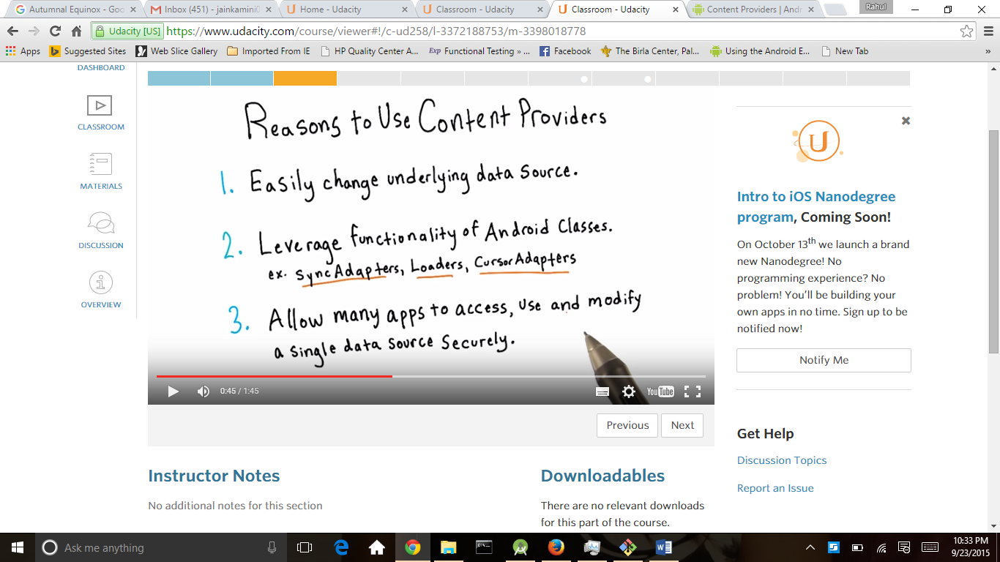 Autumnal Equinox - Goo
Inbox (451) - jainkamini0
Home - Udacity
Classroom - Udacity
Classroom - Udacity
Content Providers | Andr
Rahul
Udacity [US]
https://www.udacity.com/course/viewer#!/c-ud258/l-3372188753/m-3398018778
Apps
Suggested Sites
Web Slice Gallery
Imported From IE
HP Quality Center A...
Exp Functional Testing » ...
Facebook
The Birla Center, Pal...
Using the Android E...
New Tab
»
DASHBOARD
CLASSROOM
MATERIALS
DISCUSSION
OVERVIEW
Reasons to Use Content Providers
1. Easily change underlying data source.
2. Leverage functionality of Android Classes.
ex. SyncAdapters, Loaders, CursorAdapters
3. Allow many apps to access, use and modify
a single data source securely.
0:45 / 1:45
YouTube
Previous
Next
Instructor Notes
No additional notes for this section
Downloadables
There are no relevant downloads
for this part of the course.
U
Intro to iOS Nanodegree
program, Coming Soon!
On October 13th we launch a brand
new Nanodegree! No
programming experience? No
problem! You'll be building your
own apps in no time. Sign up to be
notified now!
Notify Me
Get Help
Discussion Topics
Report an Issue
Ask me anything
10:33 PM
9/23/2015